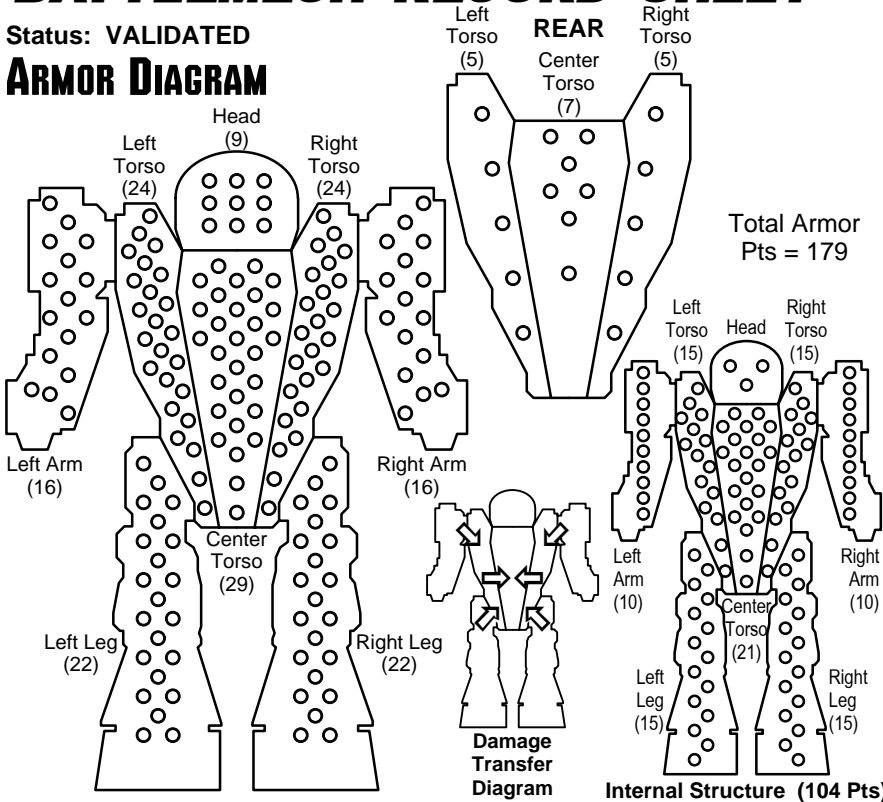 BATTLEMECH RECORD SHEET
Status: VALIDATED
ARMOR DIAGRAM
Head
(9)
Left
Torso
(24)
Right
Torso
(24)
Left Arm
(16)
Right Arm
(16)
Center
Torso
(29)
Left Leg
(22)
Right Leg
(22)
Left
Torso
(5)
REAR
Center
Torso
(7)
Right
Torso
(5)
Total Armor
Pts = 179
Left
Torso
(15)
Head
Right
Torso
(15)
Left
Arm
(10)
Right
Arm
(10)
Center
Torso
(21)
Left
Leg
(15)
Right
Leg
(15)
Damage
Transfer
Diagram
Internal Structure (104 Pts)